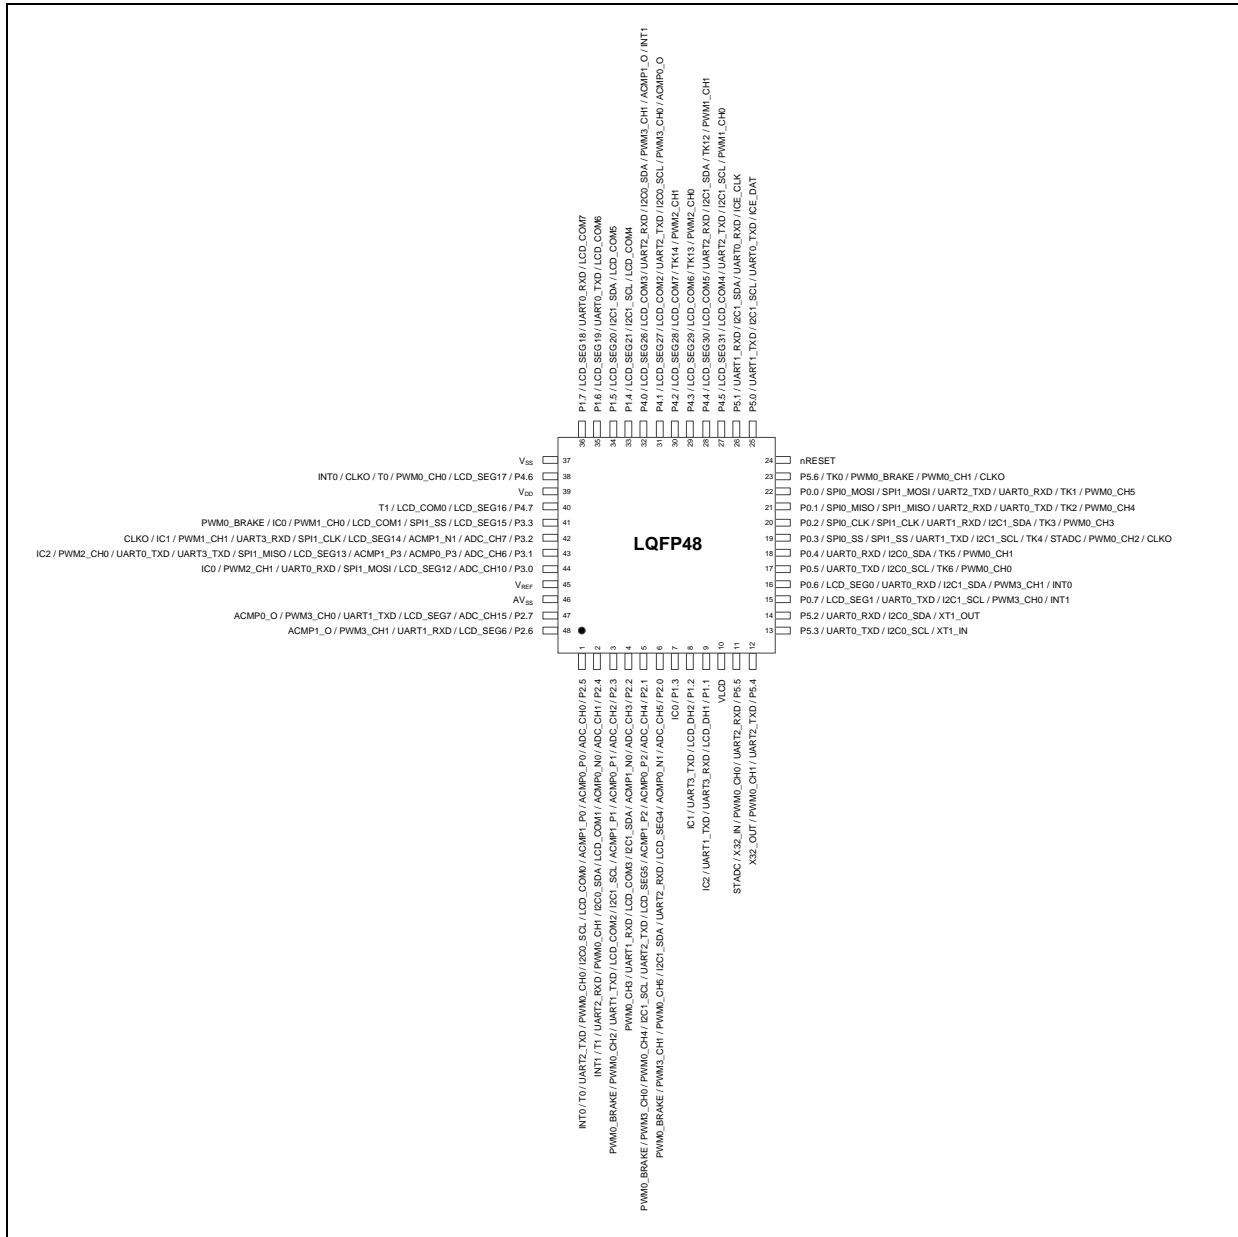 P1.7 / LCD_SEG18 / UART0_RXD / LCD_COM7
P1.6 / LCD_SEG19 / UART0_TXD / LCD_COM6
P1.5 / LCD_SEG20 / I2C1_SDA / LCD_COM5
P1.4 / LCD_SEG21 / I2C1_SCL / LCD_COM4
P4.0 / LCD_SEG26 / LCD_COM3 / UART2_RXD / I2C0_SDA / PWM3_CH1 / ACMP1_O / INT1
P4.1 / LCD_SEG27 / LCD_COM2 / UART2_TXD / I2C0_SCL / PWM3_CH0 / ACMP0_O
P4.2 / LCD_SEG28 / LCD_COM7 / TK14 / PWM2_CH1
P4.3 / LCD_SEG29 / LCD_COM6 / TK13 / PWM2_CH0
P4.4 / LCD_SEG30 / LCD_COM5 / UART2_RXD / I2C1_SDA / TK12 / PWM1_CH1
P4.5 / LCD_SEG31 / LCD_COM4 / UART2_TXD / I2C1_SCL / PWM1_CH0
P5.1 / UART1_RXD / I2C1_SDA / UART0_RXD / ICE_CLK
P5.0 / UART1_TXD / I2C1_SCL / UART0_TXD / ICE_DAT
36 35 34 33 32 31 30 29 28 27 26 25
VSS 37
INT0 / CLKO / T0 / PWM0_CH0 / LCD_SEG17 / P4.6 38
VDD 39
T1 / LCD_COM0 / LCD_SEG16 / P4.7 40
PWM0_BRAKE / IC0 / PWM1_CH0 / LCD_COM1 / SPI1_SS / LCD_SEG15 / P3.3 41
CLKO / IC1 / PWM1_CH1 / UART3_RXD / SPI1_CLK / LCD_SEG14 / ACMP1_N1 / ADC_CH7 / P3.2 42
IC2 / PWM2_CH0 / UART0_TXD / UART3_TXD / SPI1_MISO / LCD_SEG13 / ACMP1_P3 / ACMP0_P3 / ADC_CH6 / P3.1 43
IC0 / PWM2_CH1 / UART0_RXD / SPI1_MOSI / LCD_SEG12 / ADC_CH10 / P3.0 44
VREF 45
AVSS 46
ACMP0_O / PWM3_CH0 / UART1_TXD / LCD_SEG7 / ADC_CH15 / P2.7 47
ACMP1_O / PWM3_CH1 / UART1_RXD / LCD_SEG6 / P2.6 48
LQFP48
24 nRESET
23 P5.6 / TK0 / PWM0_BRAKE / PWM0_CH1 / CLKO
22 P0.0 / SPI0_MOSI / SPI1_MOSI / UART2_TXD / UART0_RXD / TK1 / PWM0_CH5
21 P0.1 / SPI0_MISO / SPI1_MISO / UART2_RXD / UART0_TXD / TK2 / PWM0_CH4
20 P0.2 / SPI0_CLK / SPI1_CLK / UART1_RXD / I2C1_SDA / TK3 / PWM0_CH3
19 P0.3 / SPI0_SS / SPI1_SS / UART1_TXD / I2C1_SCL / TK4 / STADC / PWM0_CH2 / CLKO
18 P0.4 / UART0_RXD / I2C0_SDA / TK5 / PWM0_CH1
17 P0.5 / UART0_TXD / I2C0_SCL / TK6 / PWM0_CH0
16 P0.6 / LCD_SEG0 / UART0_RXD / I2C1_SDA / PWM3_CH1 / INT0
15 P0.7 / LCD_SEG1 / UART0_TXD / I2C1_SCL / PWM3_CH0 / INT1
14 P5.2 / UART0_RXD / I2C0_SDA / XT1_OUT
13 P5.3 / UART0_TXD / I2C0_SCL / XT1_IN
1 2 3 4 5 6 7 8 9 10 11 12
INT0 / T0 / UART2_TXD / PWM0_CH0 / I2C0_SCL / LCD_COM0 / ACMP1_P0 / ACMP0_P0 / ADC_CH0 / P2.5
INT1 / T1 / UART2_RXD / PWM0_CH1 / I2C0_SDA / LCD_COM1 / ACMP0_N0 / ADC_CH1 / P2.4
PWM0_BRAKE / PWM0_CH2 / UART1_TXD / LCD_COM2 / I2C1_SCL / ACMP1_P1 / ACMP0_P1 / ADC_CH2 / P2.3
PWM0_CH3 / UART1_RXD / LCD_COM3 / I2C1_SDA / ACMP1_N0 / ADC_CH3 / P2.2
PWM0_BRAKE / PWM3_CH0 / PWM0_CH4 / I2C1_SCL / UART2_TXD / LCD_SEG5 / ACMP1_P2 / ACMP0_P2 / ADC_CH4 / P2.1
PWM0_BRAKE / PWM3_CH1 / PWM0_CH5 / I2C1_SDA / UART2_RXD / LCD_SEG4 / ACMP0_N1 / ADC_CH5 / P2.0
IC0 / P1.3
IC1 / UART3_TXD / LCD_DH2 / P1.2
IC2 / UART1_TXD / UART3_RXD / LCD_DH1 / P1.1
VLCD
STADC / X32_IN / PWM0_CH0 / UART2_RXD / P5.5
X32_OUT / PWM0_CH1 / UART2_TXD / P5.4